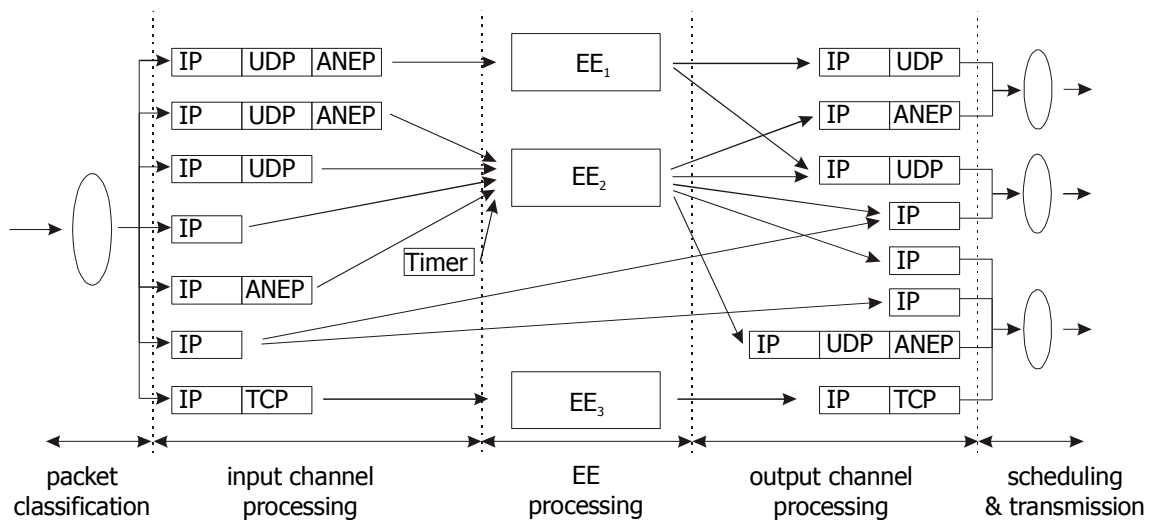 IP UDP ANEP EE1 IP UDP
IP UDP ANEP IP ANEP
IP UDP EE2 IP UDP
IP IP
Timer IP
IP ANEP IP
IP IP UDP ANEP
IP TCP EE3 IP TCP
packet classification
input channel processing
EE processing
output channel processing
scheduling & transmission